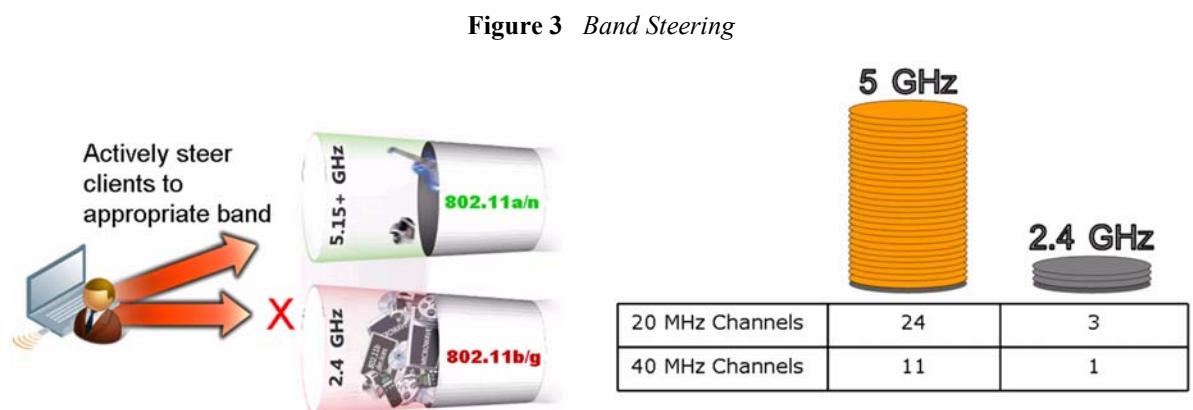 Figure 3 Band Steering
Actively steer
clients to
appropriate band
5.15+ GHz
802.11a/n
X
2.4 GHz
802.11b/g
5 GHz
2.4 GHz
20 MHz Channels 24 3
40 MHz Channels 11 1